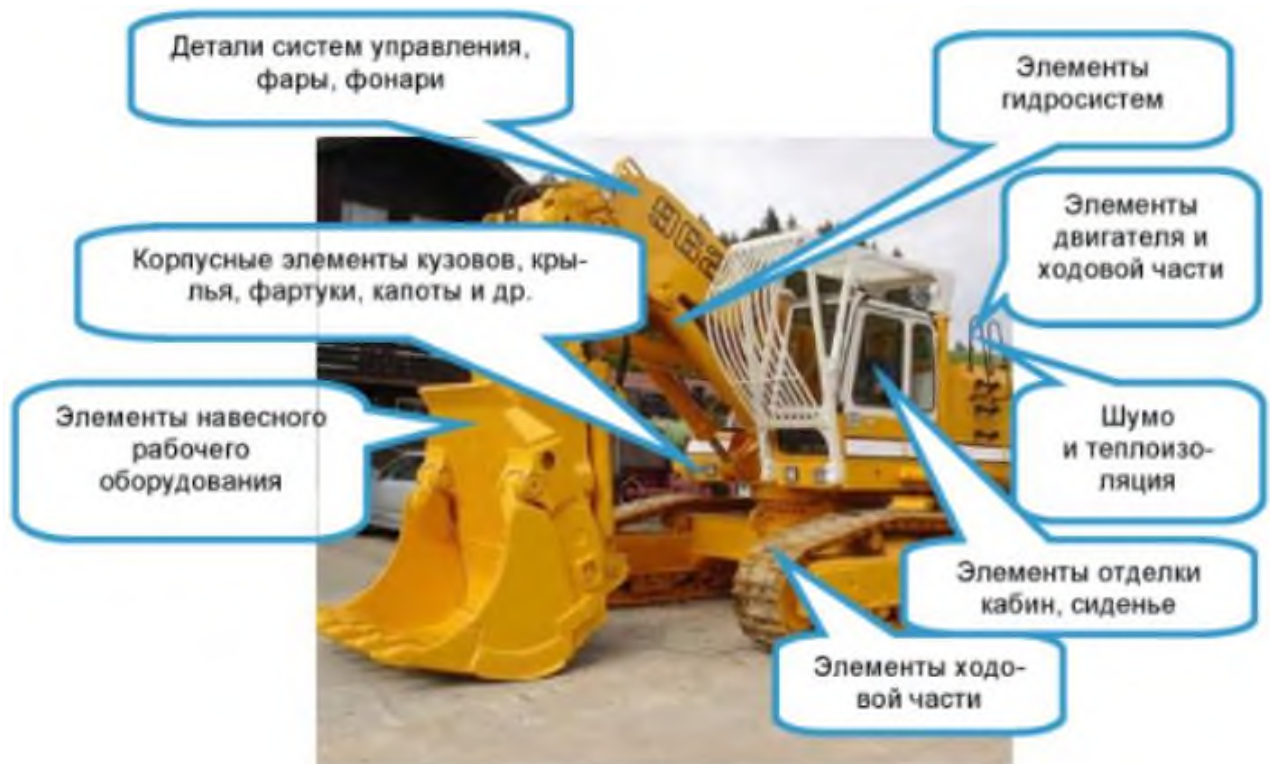 Детали систем управления,
фары, фонари
Элементы
гидросистем
Элементы
двигателя и
ходовой части
Корпусные элементы кузовов, кры-
лья, фартуки, капоты и др.
962
Элементы навесного
рабочего
оборудования
Шумо
и теплоизо-
ляция
Элементы отделки
кабин, сиденье
Элементы ходо-
вой части